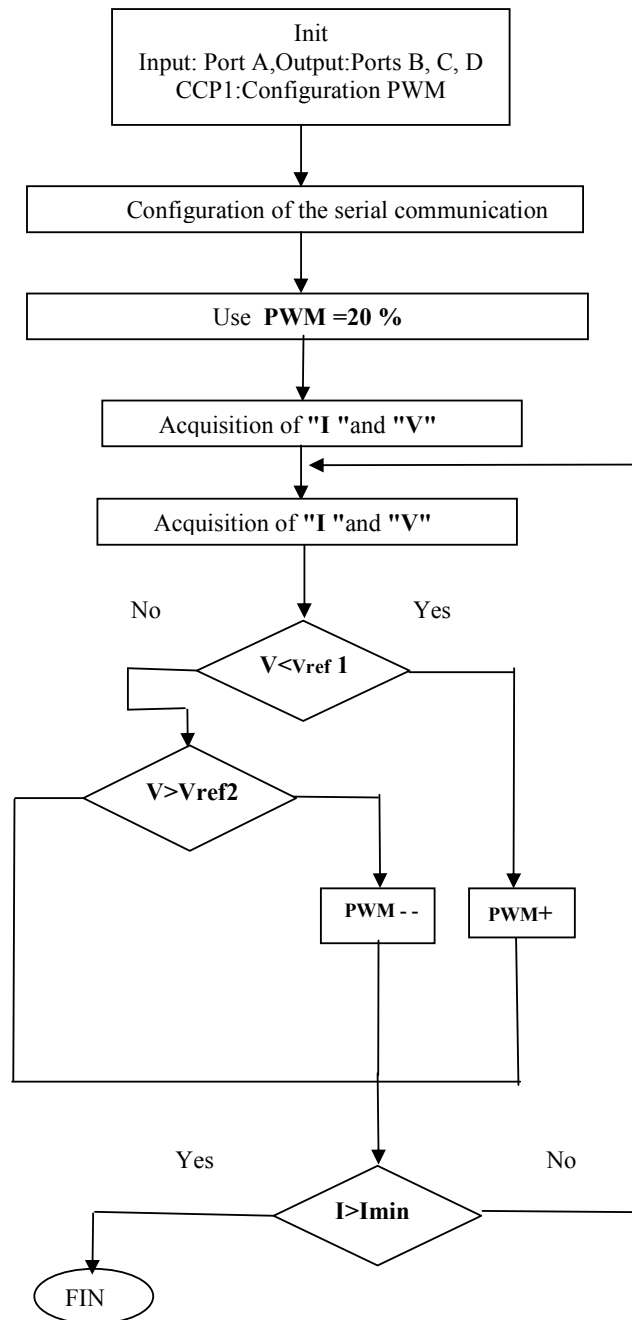 Init
Input: Port A,Output:Ports B, C, D
CCP1:Configuration PWM
Configuration of the serial communication
Use PWM =20 %
Acquisition of "I "and "V"
Acquisition of "I "and "V"
No
Yes
V<Vref 1
V>Vref2
PWM - -
PWM+
Yes
No
I>Imin
FIN